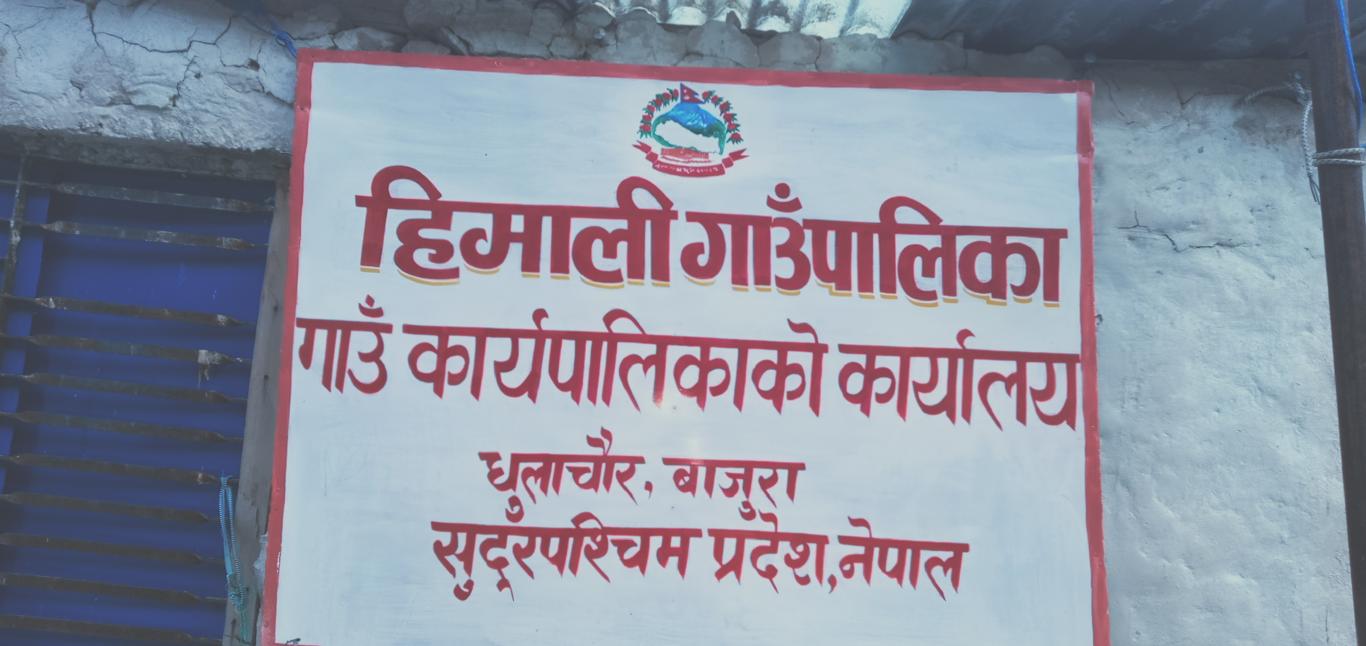 हिमाली गाउँपालिका
गाउँ कार्यपालिकाको कार्यालय
धुलाचौर, बाजुरा
सुदूरपश्चिम प्रदेश, नेपाल